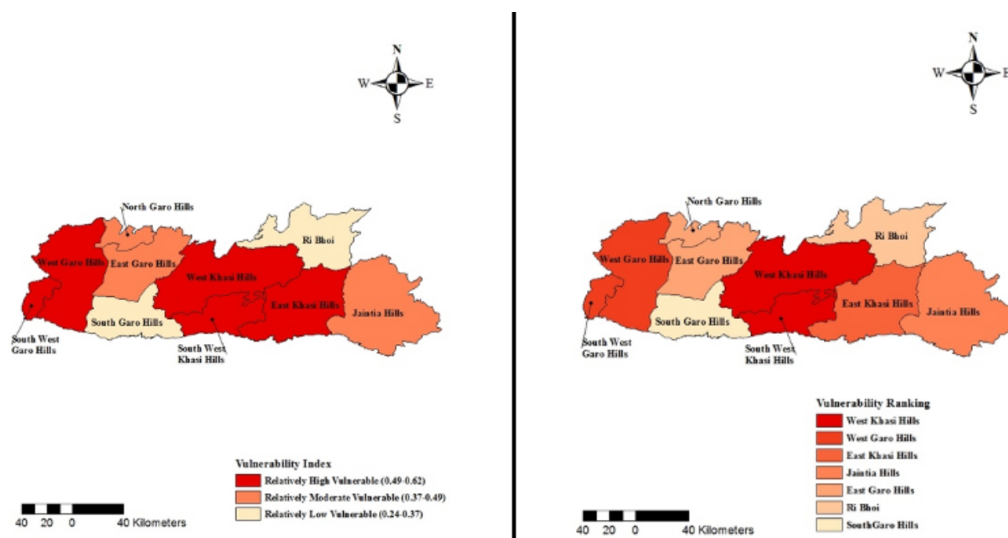 N
W E
S
North Garo Hills
Ri Bhoi
West Garo Hills
East Garo Hills
West Khasi Hills
East Khasi Hills
Jaintia Hills
South Garo Hills
South West
Garo Hills
South West
Khasi Hills
Vulnerability Index
Relatively High Vulnerable (0.49-0.62)
Relatively Moderate Vulnerable (0.37-0.49)
Relatively Low Vulnerable (0.24-0.37)
40 20 0 40 Kilometers
N
W E
S
North Garo Hills
Ri Bhoi
West Garo Hills
East Garo Hills
West Khasi Hills
East Khasi Hills
Jaintia Hills
South Garo Hills
South West
Garo Hills
South West
Khasi Hills
Vulnerability Ranking
West Khasi Hills
West Garo Hills
East Khasi Hills
Jaintia Hills
East Garo Hills
Ri Bhoi
SouthGaro Hills
40 20 0 40 Kilometers